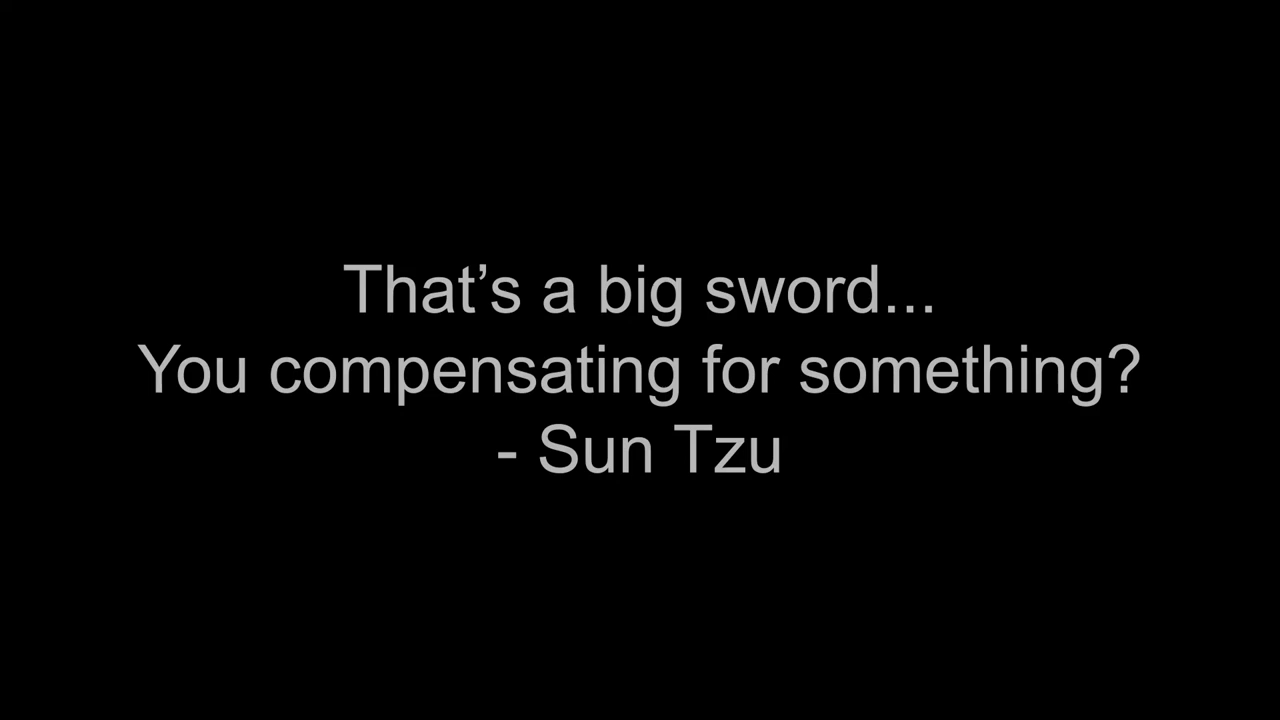 That’s a big sword...
You compensating for something?
- Sun Tzu